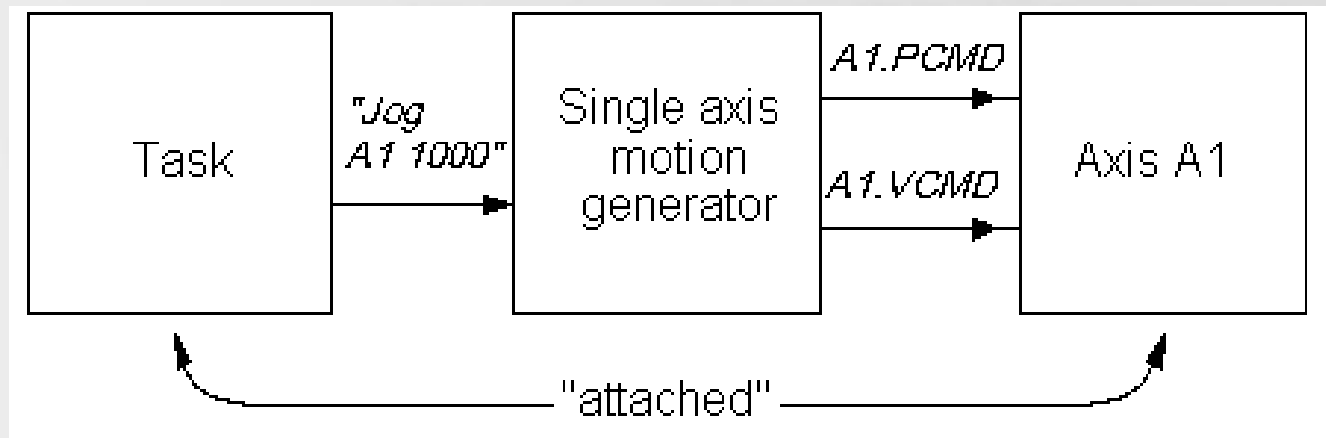 Task
"Jog
A1 1000"
Single axis
motion
generator
A1.PCMD
A1.VCMD
Axis A1
"attached"